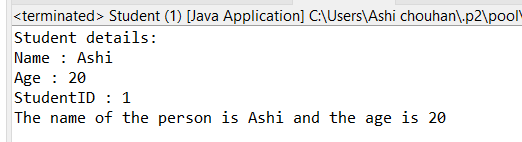 <terminated> Student (1) [Java Application] C:\Users\Ashi chouhan\.p2\pool\
Student details:
Name : Ashi
Age : 20
StudentID : 1
The name of the person is Ashi and the age is 20